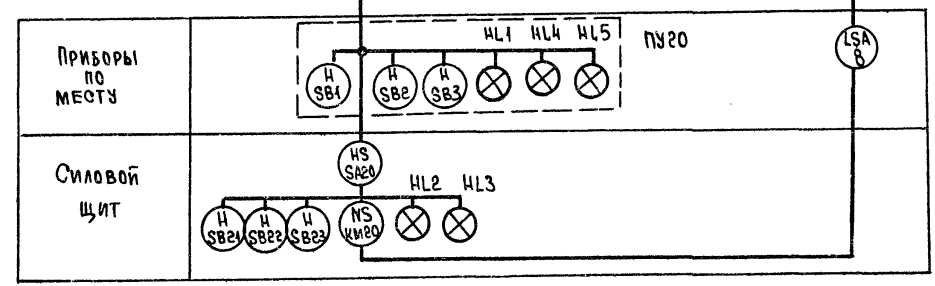 HL1 HL4 HL5
ПУ20
LSA
8
Приборы
по
месту
H
SB1
H
SB2
H
SB3
HS
SA20
Силовой
щит
HL2 HL3
H
SB21
H
SB22
H
SB23
NS
КМ20